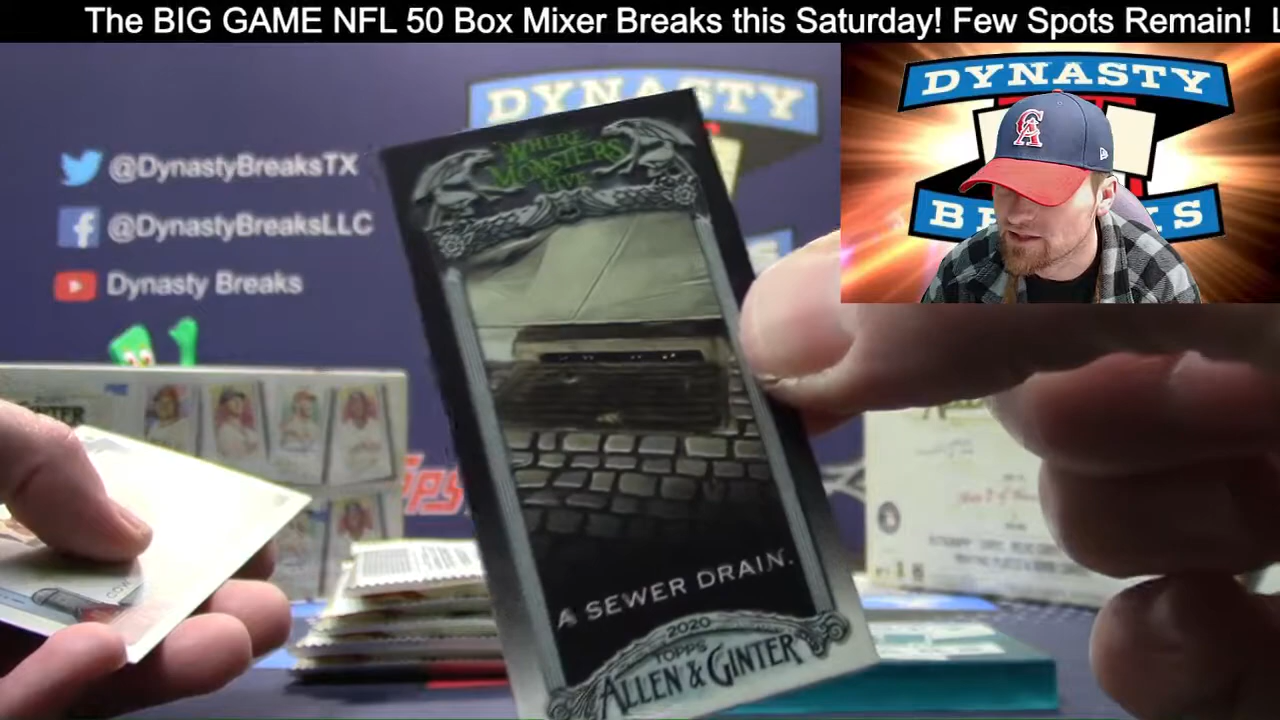 The BIG GAME NFL 50 Box Mixer Breaks this Saturday! Few Spots Remain!
DYNASTY
DYNASTY
@DynastyBreaksTX
@DynastyBreaksLLC
Dynasty Breaks
WHERE
MONSTERS
LIVE
A SEWER DRAIN.
2020
TOPPS
ALLEN & GINTER